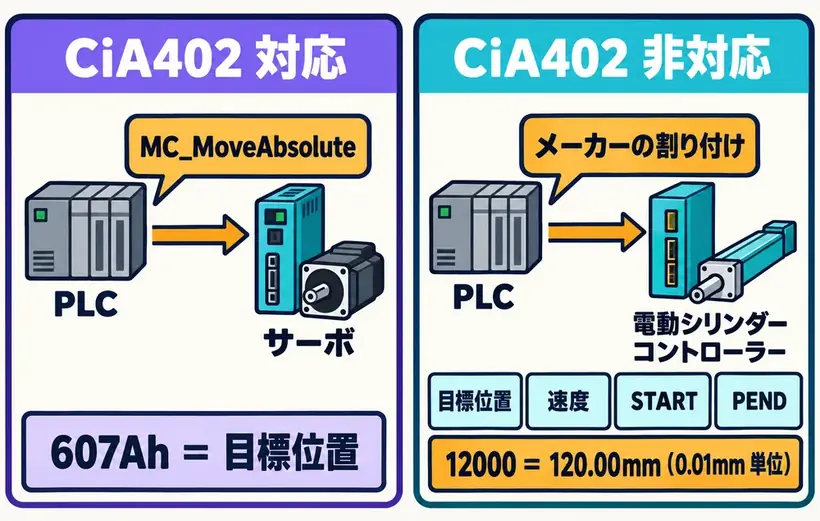 CiA402 対応
MC_MoveAbsolute
PLC
サーボ
607Ah = 目標位置
CiA402 非対応
メーカーの割り付け
PLC
電動シリンダー
コントローラー
目標位置
速度
START
PEND
12000 = 120.00mm (0.01mm 単位)